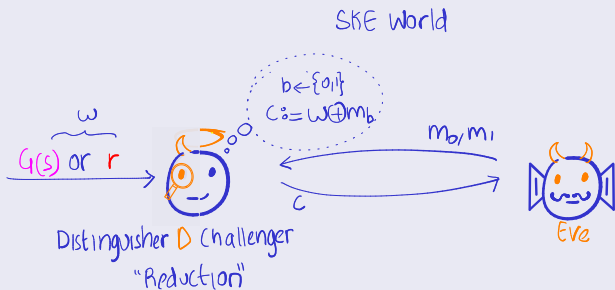 SKE World
b ← {0,1}
C := W ⊕ m_b
W
G(s) or r
m_0, m_1
C
Distinguisher D Challenger
"Reduction"
Eve